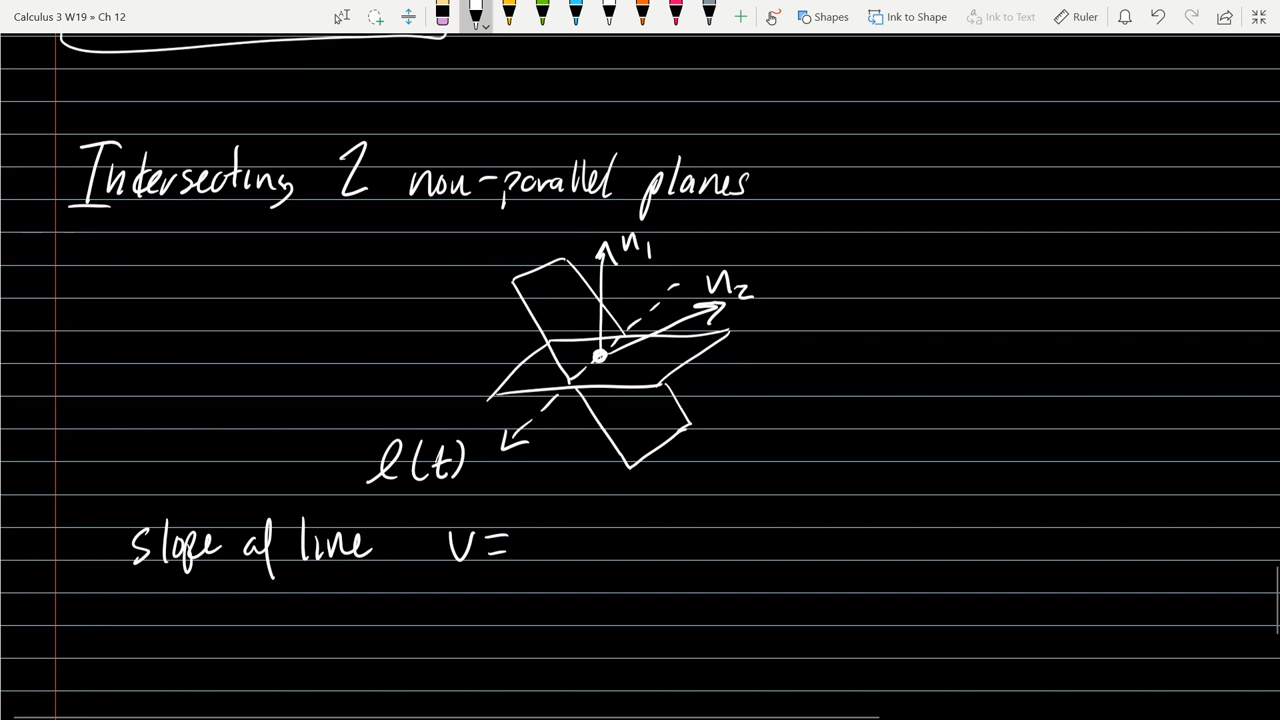 Calculus 3 W19 » Ch 12
Shapes
Ink to Shape
Ink to Text
Ruler
Intersecting 2 non-parallel planes
n1
n2
l(t)
slope of line v=